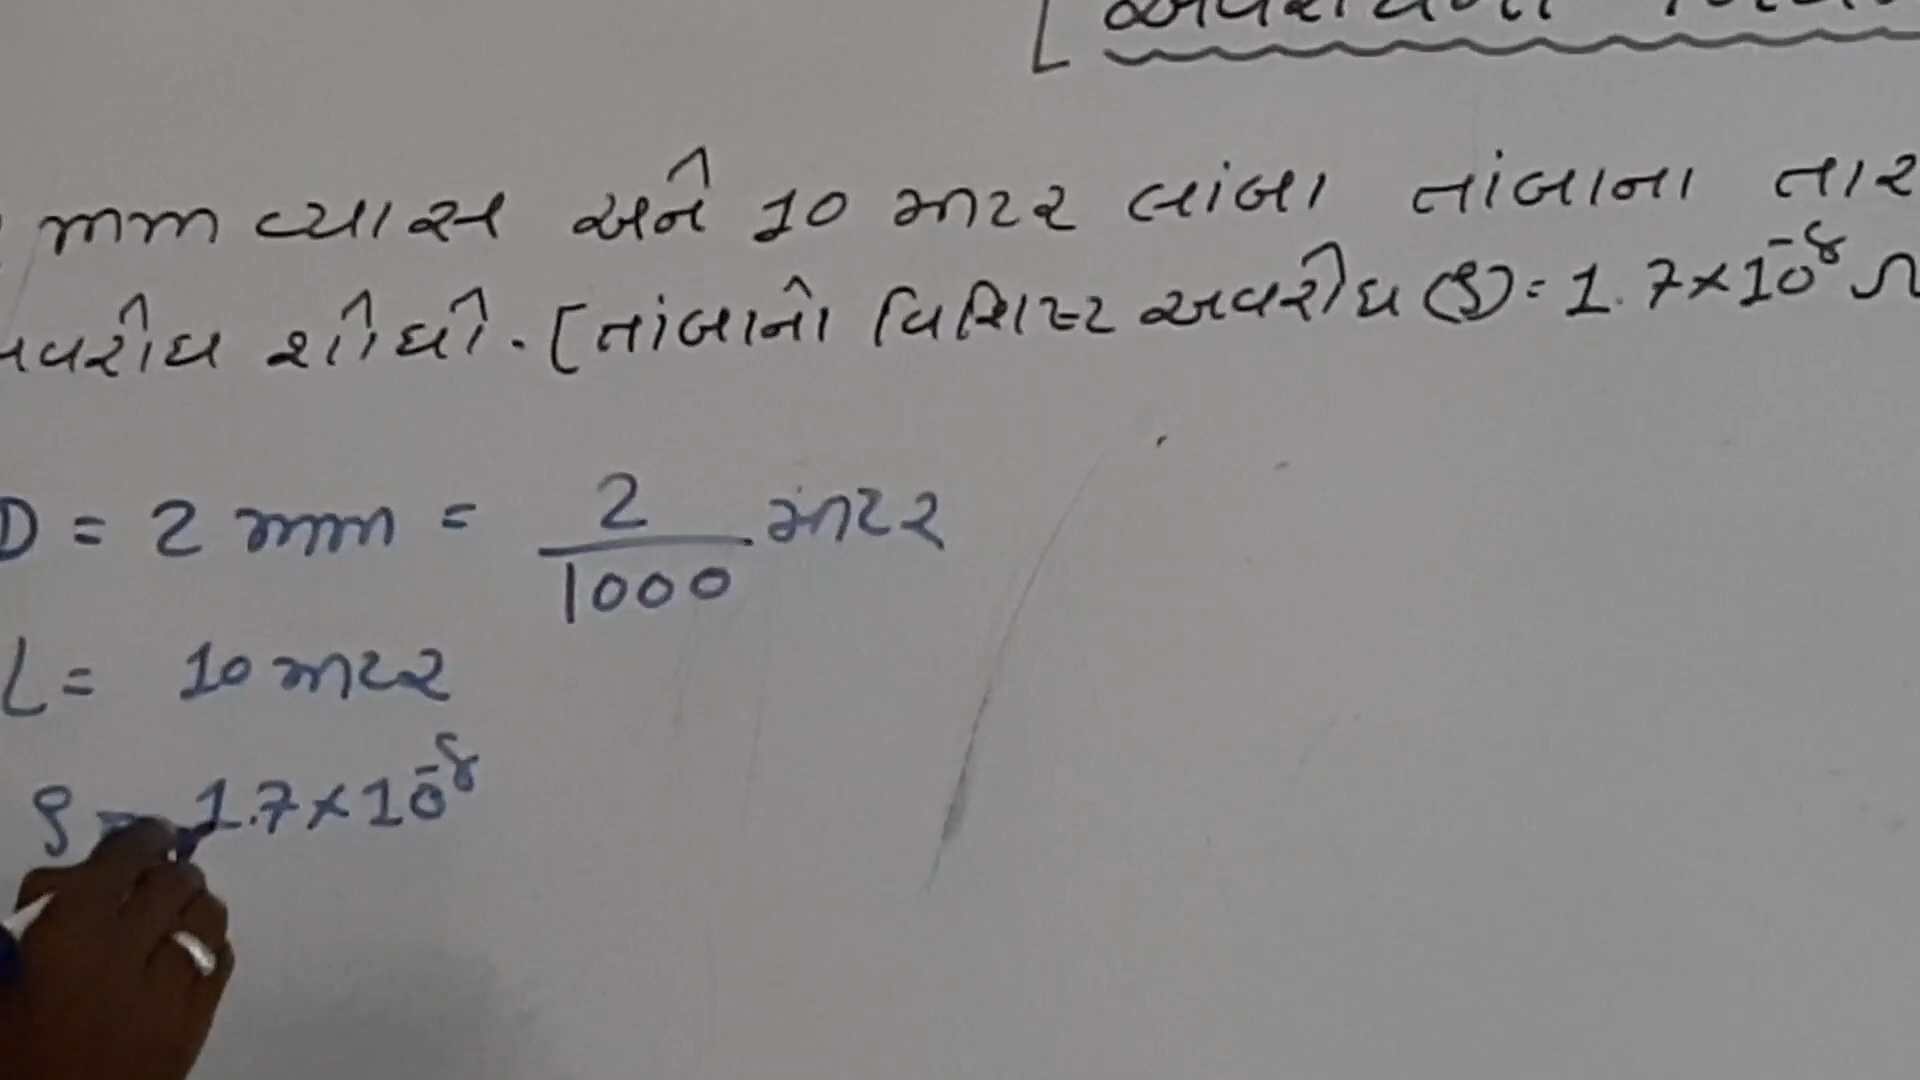 mm વ્યાસ અને 10 મીટર લાંબા તાંબાના તાર
શોધો. [તાંબાનો વિશિષ્ટ અવરોધ (ρ) = 1.7×10⁻⁸ Ω
D = 2 mm = 2/1000 મીટર
L = 10 મીટર
ρ = 1.7×10⁻⁸